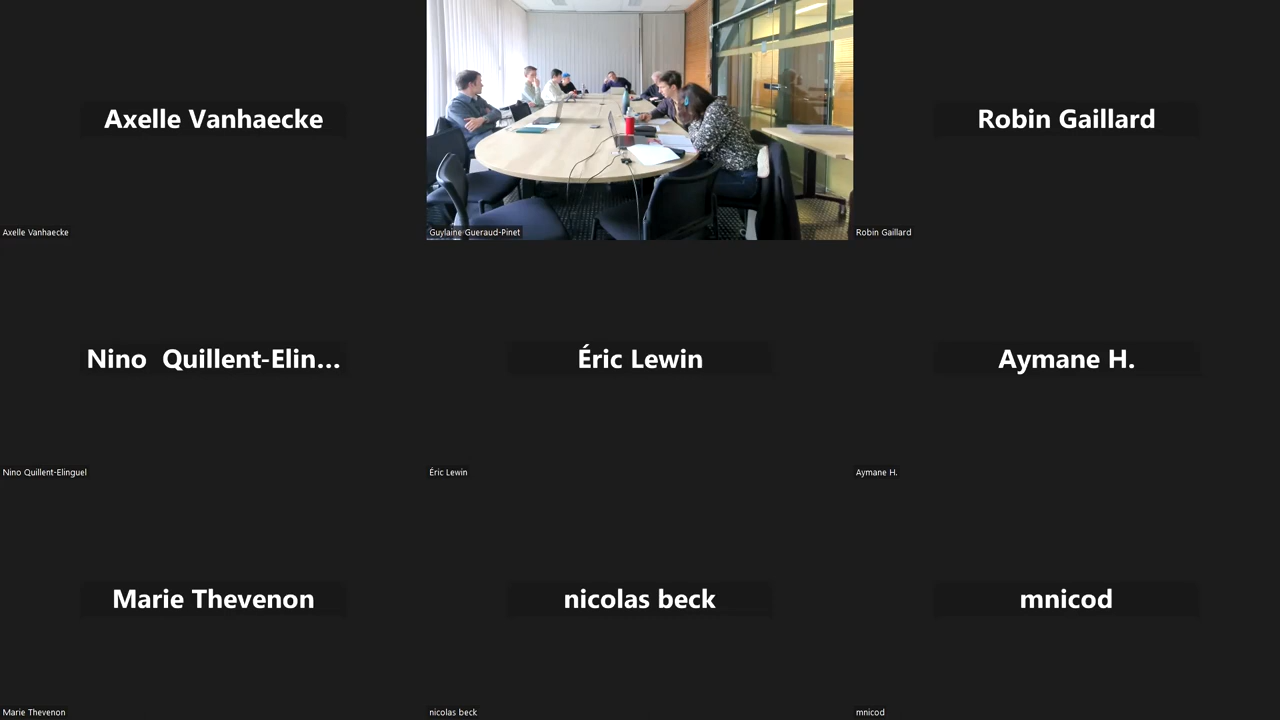 Axelle Vanhaecke
Axelle Vanhaecke
Guylaine Gueraud-Pinet
Robin Gaillard
Robin Gaillard
Nino Quillent-Elin...
Nino Quillent-Elinguel
Éric Lewin
Éric Lewin
Aymane H.
Aymane H.
Marie Thevenon
Marie Thevenon
nicolas beck
nicolas beck
mnicod
mnicod